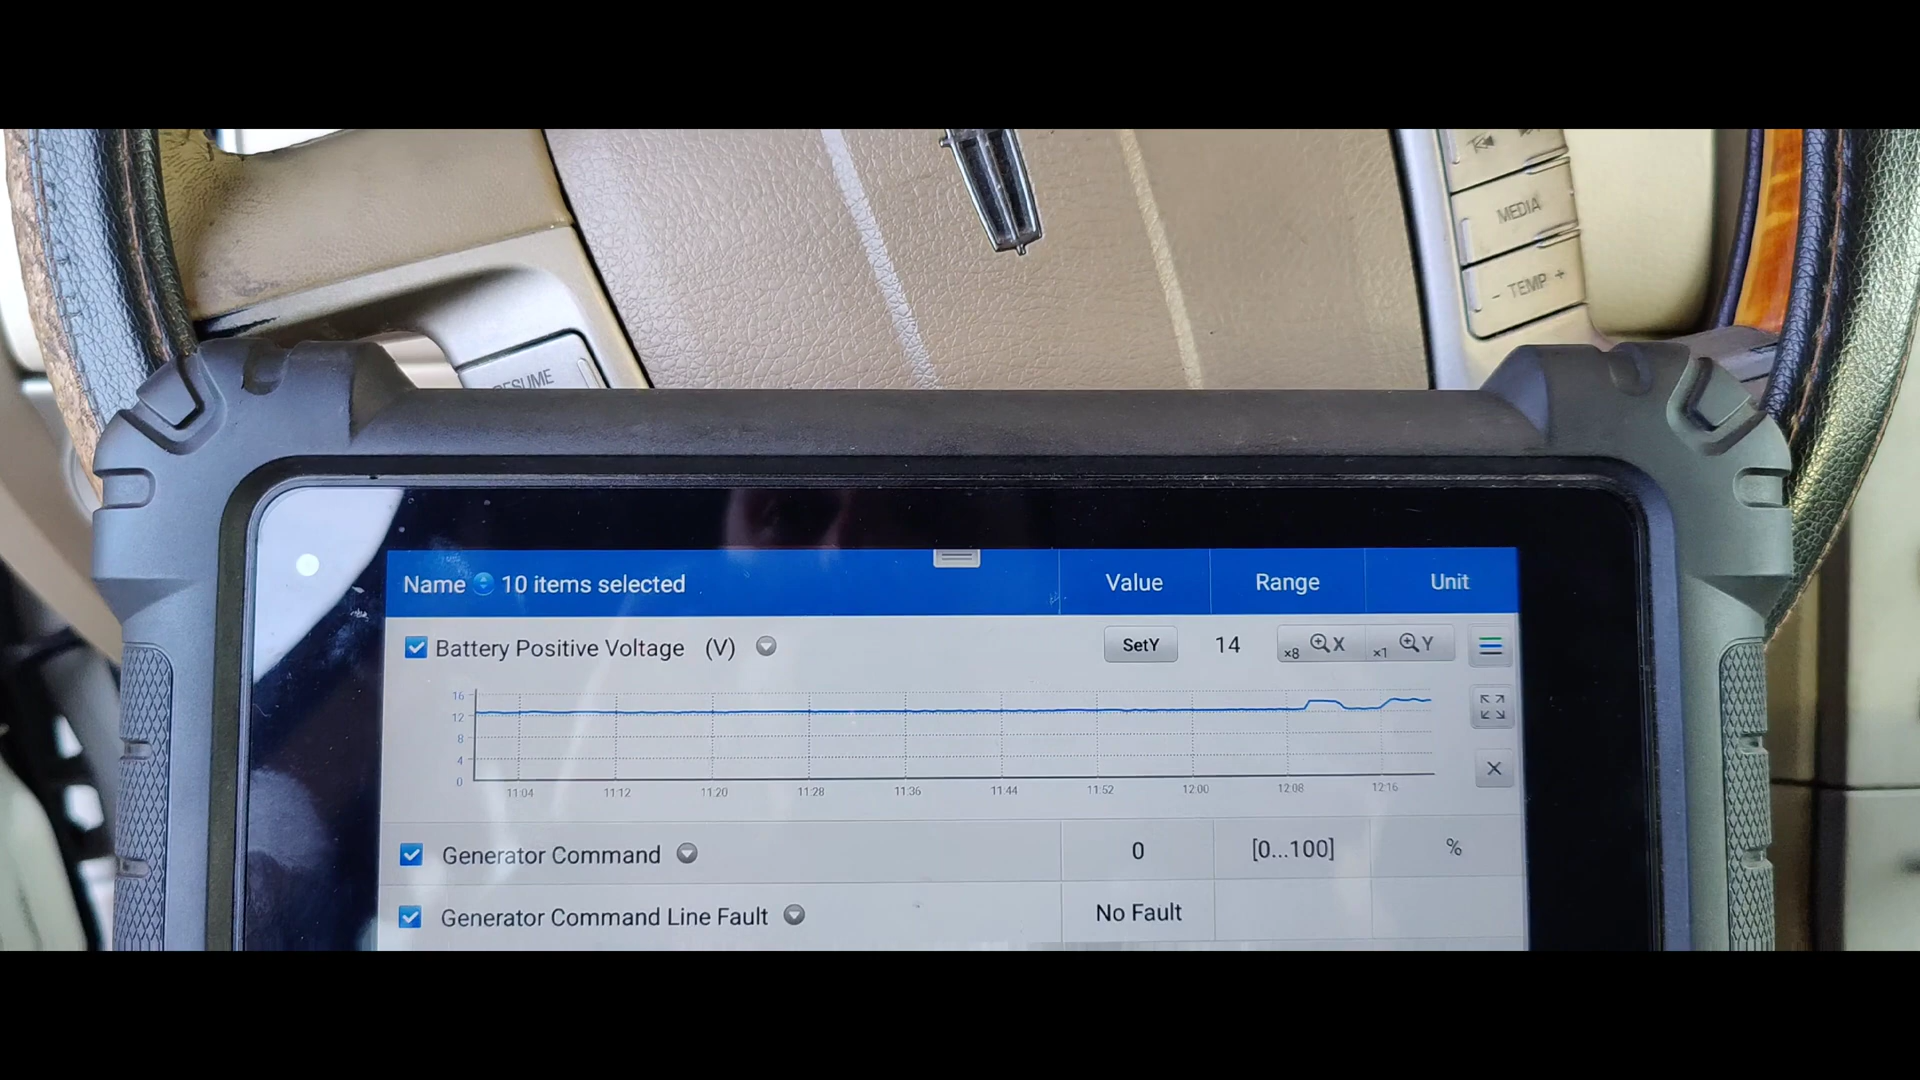 MEDIA
- TEMP +
RESUME
Name 10 items selected Value Range Unit
Battery Positive Voltage (V) SetY 14 x8 X x1 Y
16
12
8
4
0
11:04 11:12 11:20 11:28 11:36 11:44 11:52 12:00 12:08 12:16
Generator Command 0 [0...100] %
Generator Command Line Fault No Fault